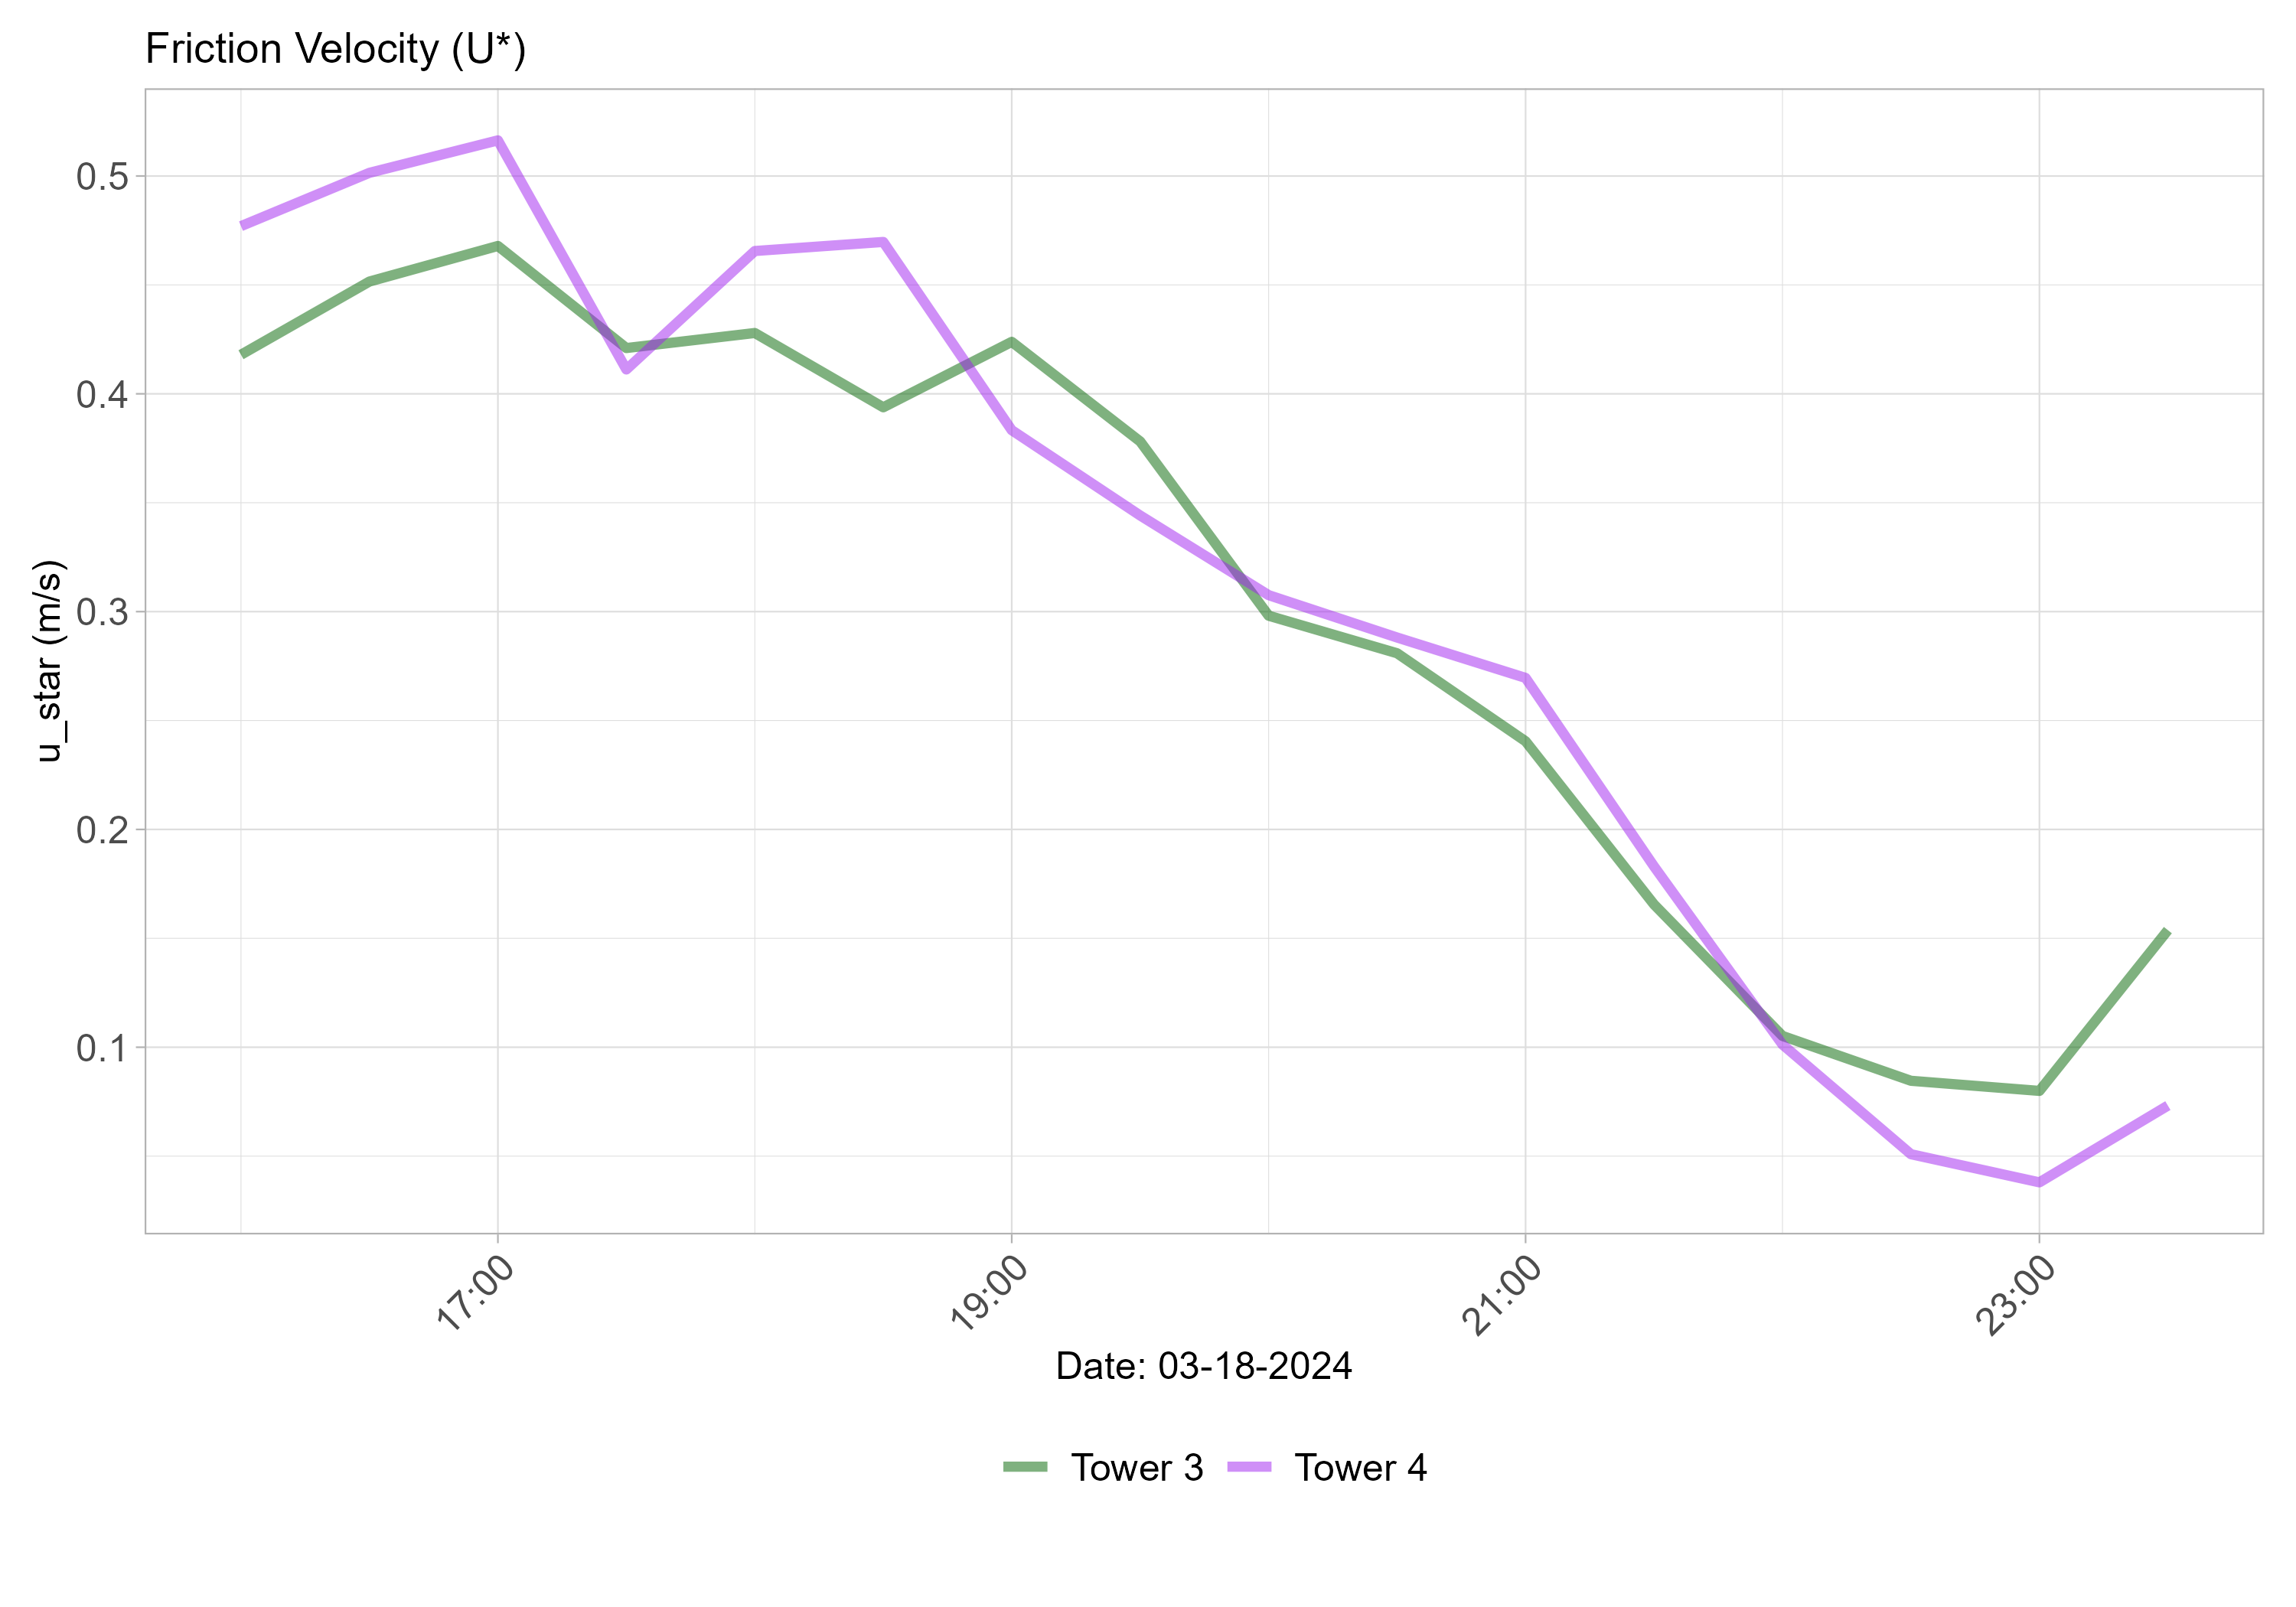 Friction Velocity (U*)
u_star (m/s)
0.5
0.4
0.3
0.2
0.1
17:00
19:00
21:00
23:00
Date: 03-18-2024
Tower 3
Tower 4